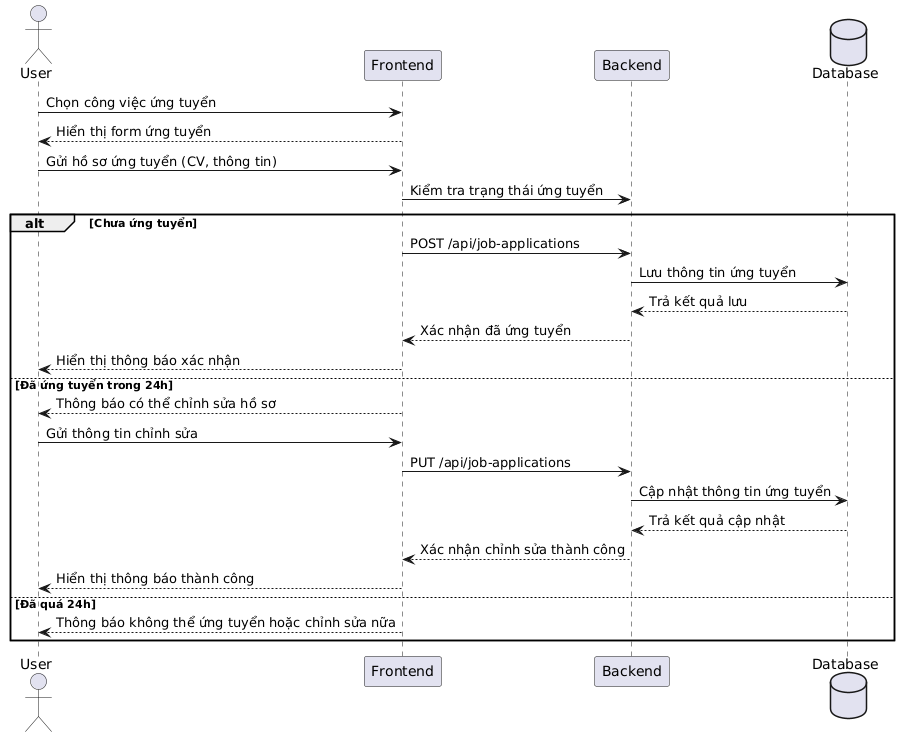 User
Frontend
Backend
Database
Chọn công việc ứng tuyển
Hiển thị form ứng tuyển
Gửi hồ sơ ứng tuyển (CV, thông tin)
Kiểm tra trạng thái ứng tuyển
alt [Chưa ứng tuyển]
POST /api/job-applications
Lưu thông tin ứng tuyển
Trả kết quả lưu
Xác nhận đã ứng tuyển
Hiển thị thông báo xác nhận
[Đã ứng tuyển trong 24h]
Thông báo có thể chỉnh sửa hồ sơ
Gửi thông tin chỉnh sửa
PUT /api/job-applications
Cập nhật thông tin ứng tuyển
Trả kết quả cập nhật
Xác nhận chỉnh sửa thành công
Hiển thị thông báo thành công
[Đã quá 24h]
Thông báo không thể ứng tuyển hoặc chỉnh sửa nữa
User
Frontend
Backend
Database